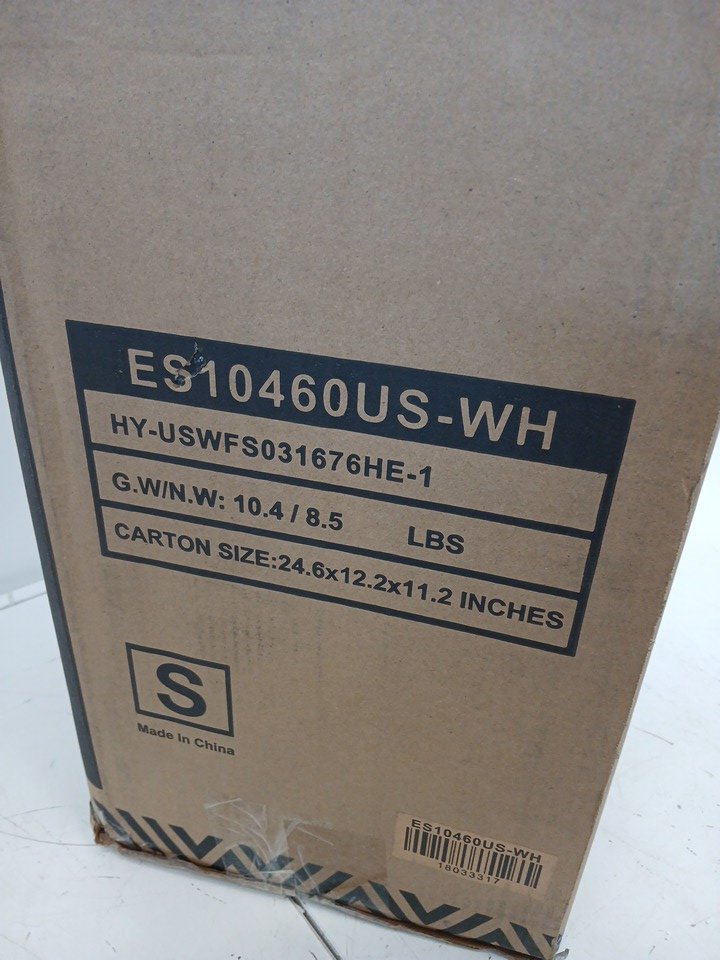 ES10460US-WH
HY-USWFS031676HE-1
G.W/N.W: 10.4 / 8.5 LBS
CARTON SIZE:24.6x12.2x11.2 INCHES
S
Made In China
ES10460US-WH
18033317